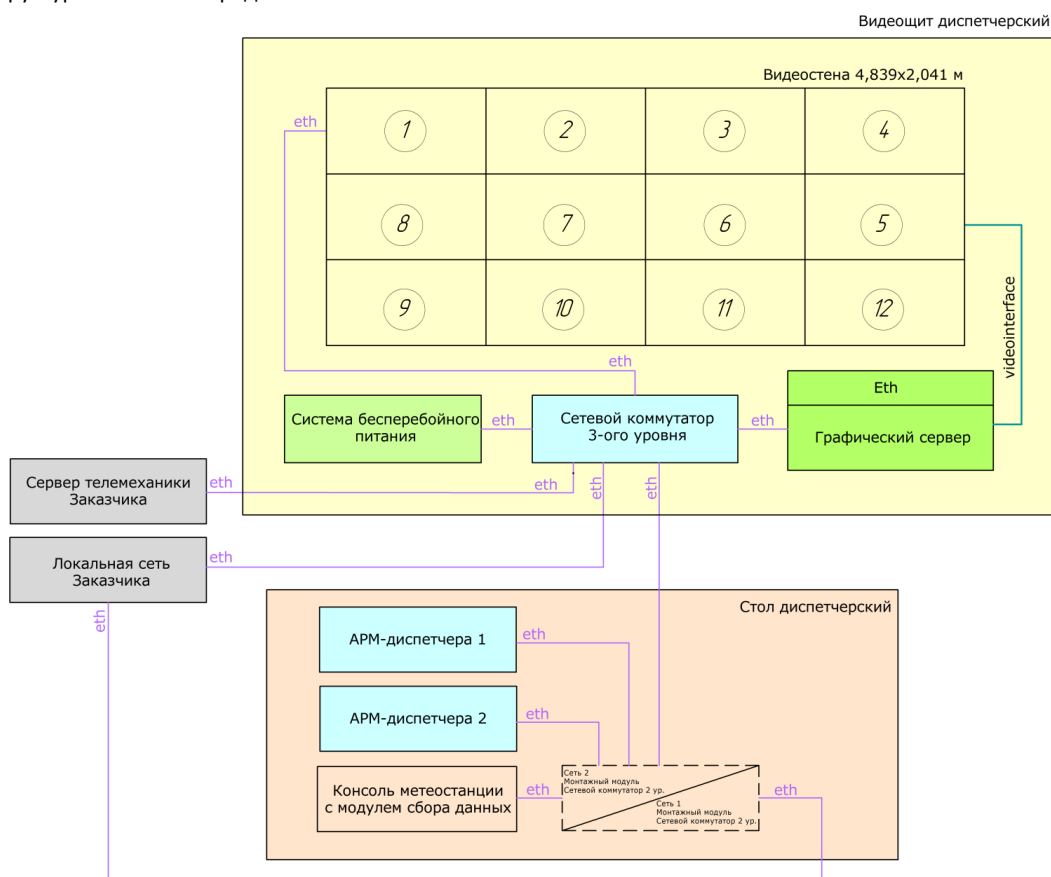 Видеощит диспетчерский
Видеостена 4,839х2,041 м
eth
1
2
3
4
8
7
6
5
videointerface
9
10
11
12
eth
Eth
Система бесперебойного
питания
eth
Сетевой коммутатор
3-ого уровня
eth
Графический сервер
Сервер телемеханики
Заказчика
eth
eth
eth
eth
Локальная сеть
Заказчика
eth
eth
Стол диспетчерский
АРМ-диспетчера 1
eth
АРМ-диспетчера 2
eth
Консоль метеостанции
с модулем сбора данных
eth
Сеть 2
Монтажный модуль
Сетевой коммутатор 2 ур.
Сеть 1
Монтажный модуль
Сетевой коммутатор 2 ур.
eth